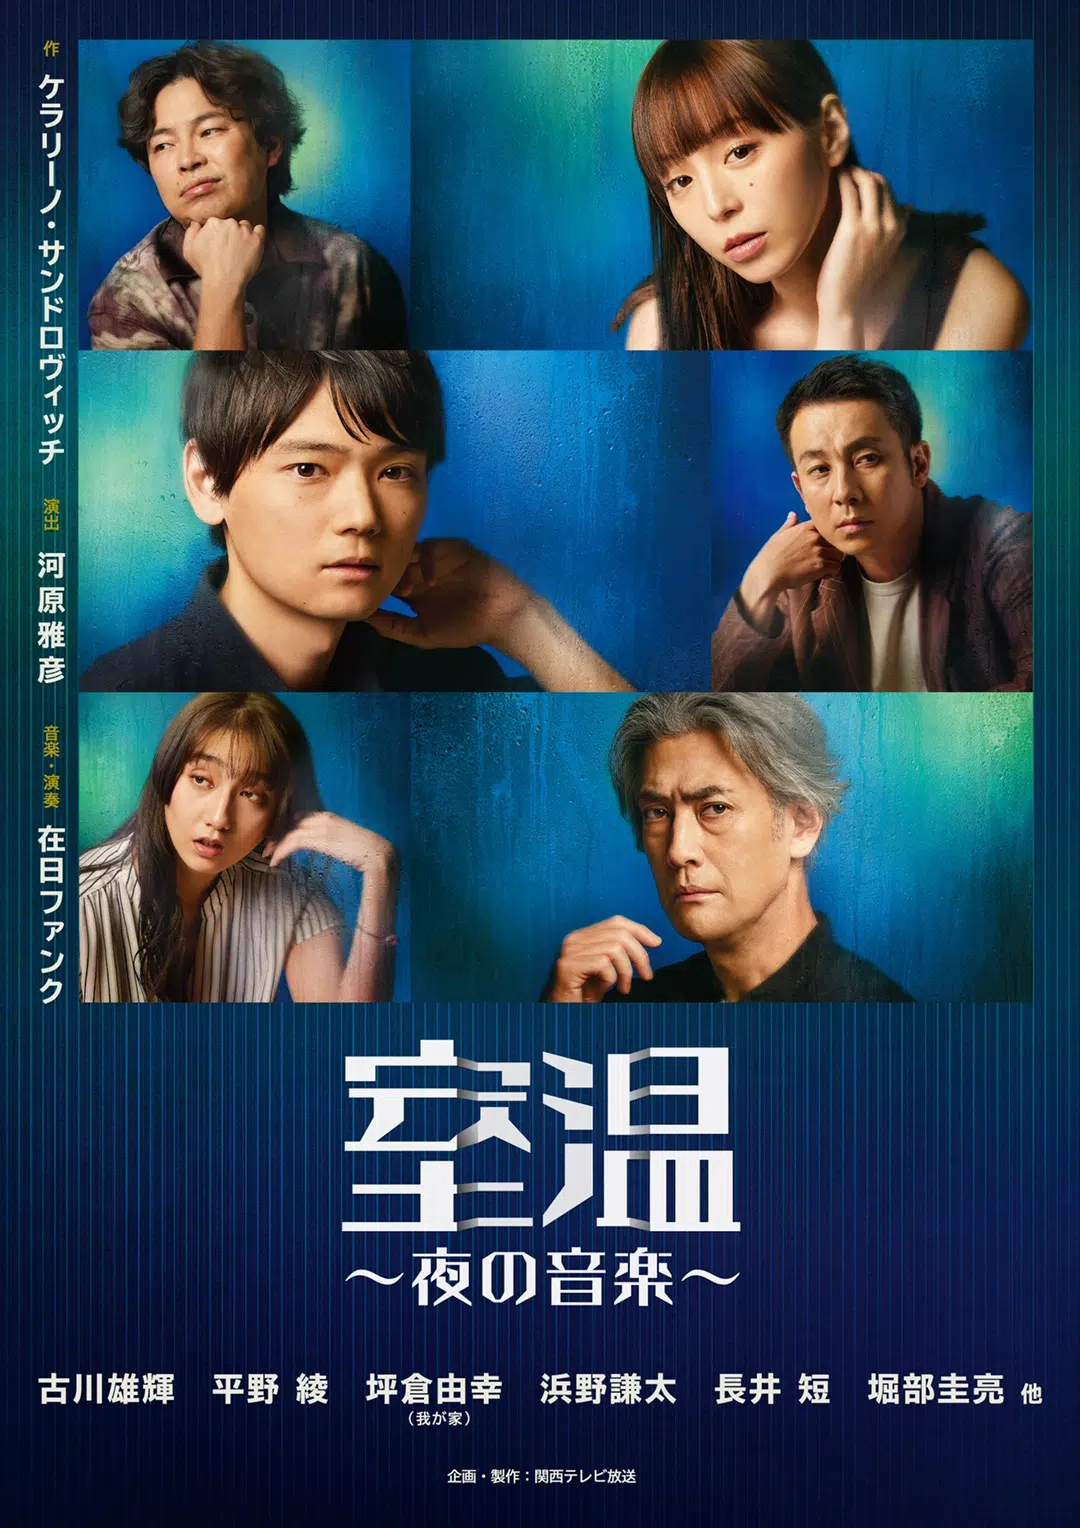 作 ケラリーノ・サンドロヴィッチ
演出 河原雅彦
音楽・演奏 在日ファンク
室温
～夜の音楽～
古川雄輝 平野 綾 坪倉由幸 浜野謙太 長井 短 堀部圭亮 他
（我が家）
企画・製作：関西テレビ放送